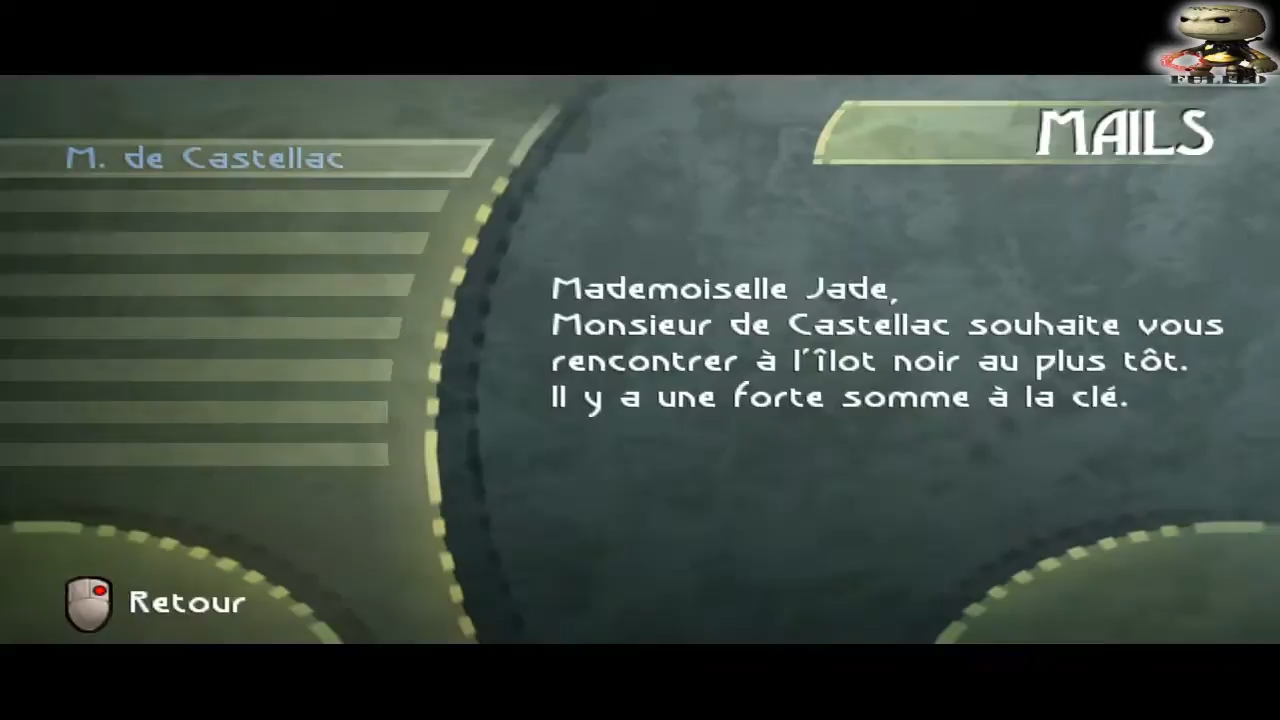 MAILS
M. de Castellac
Mademoiselle Jade,
Monsieur de Castellac souhaite vous
rencontrer à l'îlot noir au plus tôt.
Il y a une forte somme à la clé.
Retour